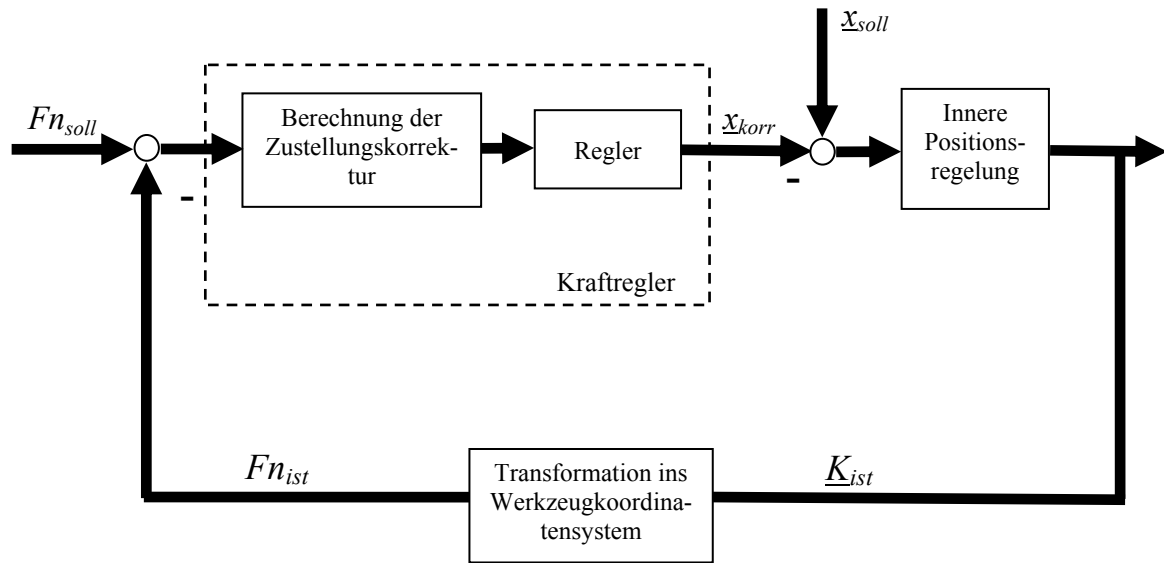 x_soll
Fn_soll
Berechnung der
Zustellungskorrek-
tur
Regler
x_korr
Innere
Positions-
regelung
-
-
Kraftregler
Fn_ist
Transformation ins
Werkzeugkoordina-
tensystem
K_ist